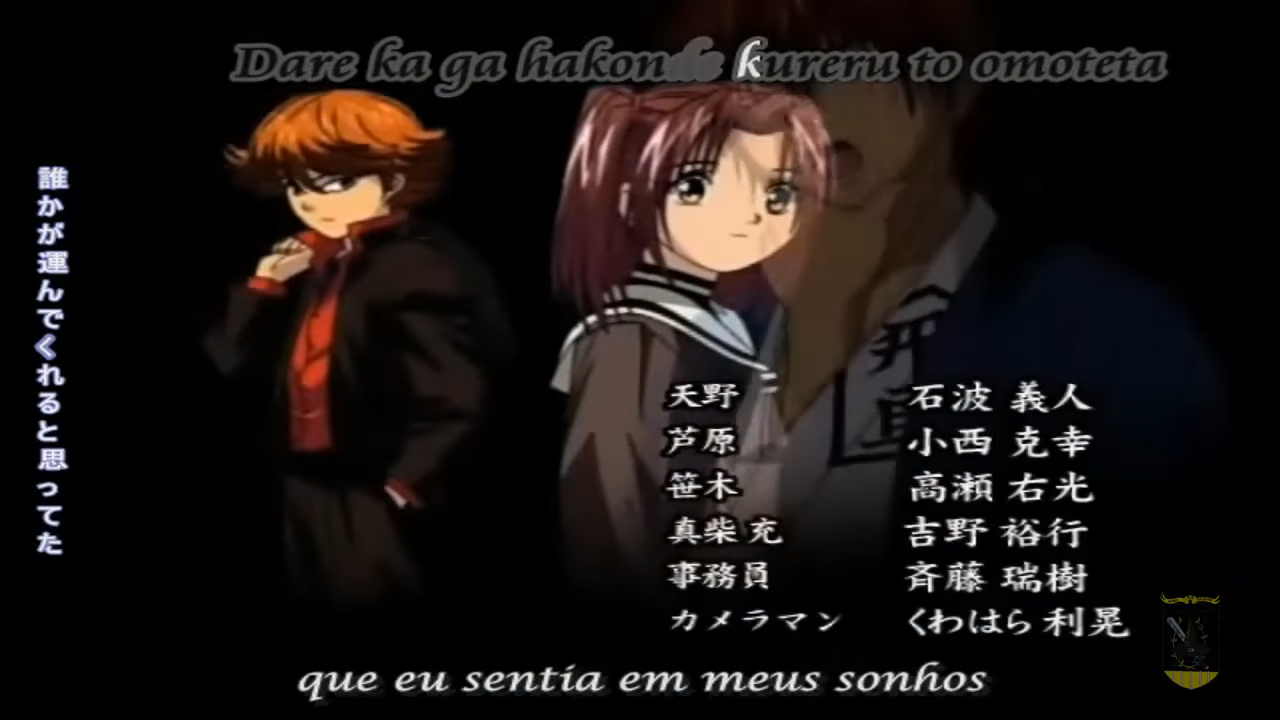 Dare ka ga hakonde kureru to omoteta
誰かが運んでくれると思ってた
天野 石波 義人
芦原 小西 克幸
笹木 高瀬 右光
真柴 充 吉野 裕行
事務員 斉藤 瑞樹
カメラマン くわはら 利晃
que eu sentia em meus sonhos